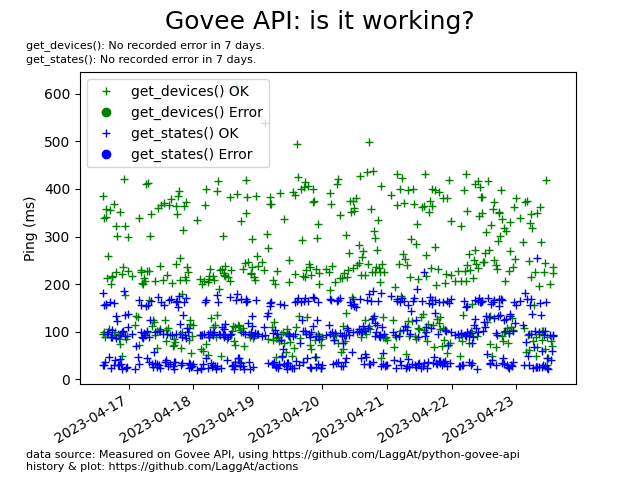 Govee API: is it working?
get_devices(): No recorded error in 7 days.
get_states(): No recorded error in 7 days.
get_devices() OK
get_devices() Error
get_states() OK
get_states() Error
Ping (ms)
600
500
400
300
200
100
0
2023-04-17
2023-04-18
2023-04-19
2023-04-20
2023-04-21
2023-04-22
2023-04-23
data source: Measured on Govee API, using https://github.com/LaggAt/python-govee-api
history & plot: https://github.com/LaggAt/actions